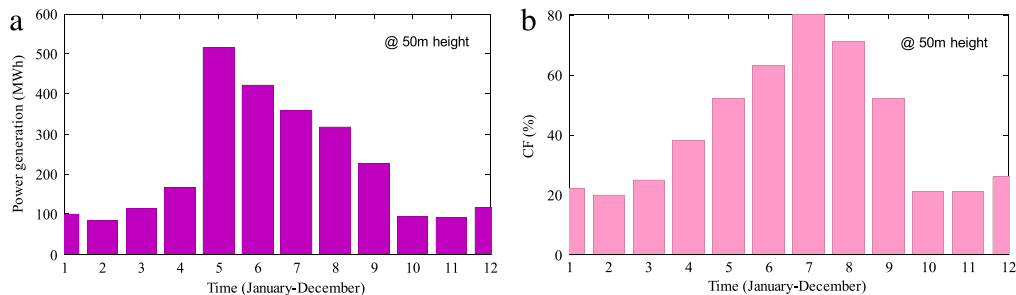 a
Power generation (MWh)
600
500
400
300
200
100
0
@ 50m height
1 2 3 4 5 6 7 8 9 10 11 12
Time (January-December)
b
CF (%)
80
60
40
20
0
@ 50m height
1 2 3 4 5 6 7 8 9 10 11 12
Time (January-December)